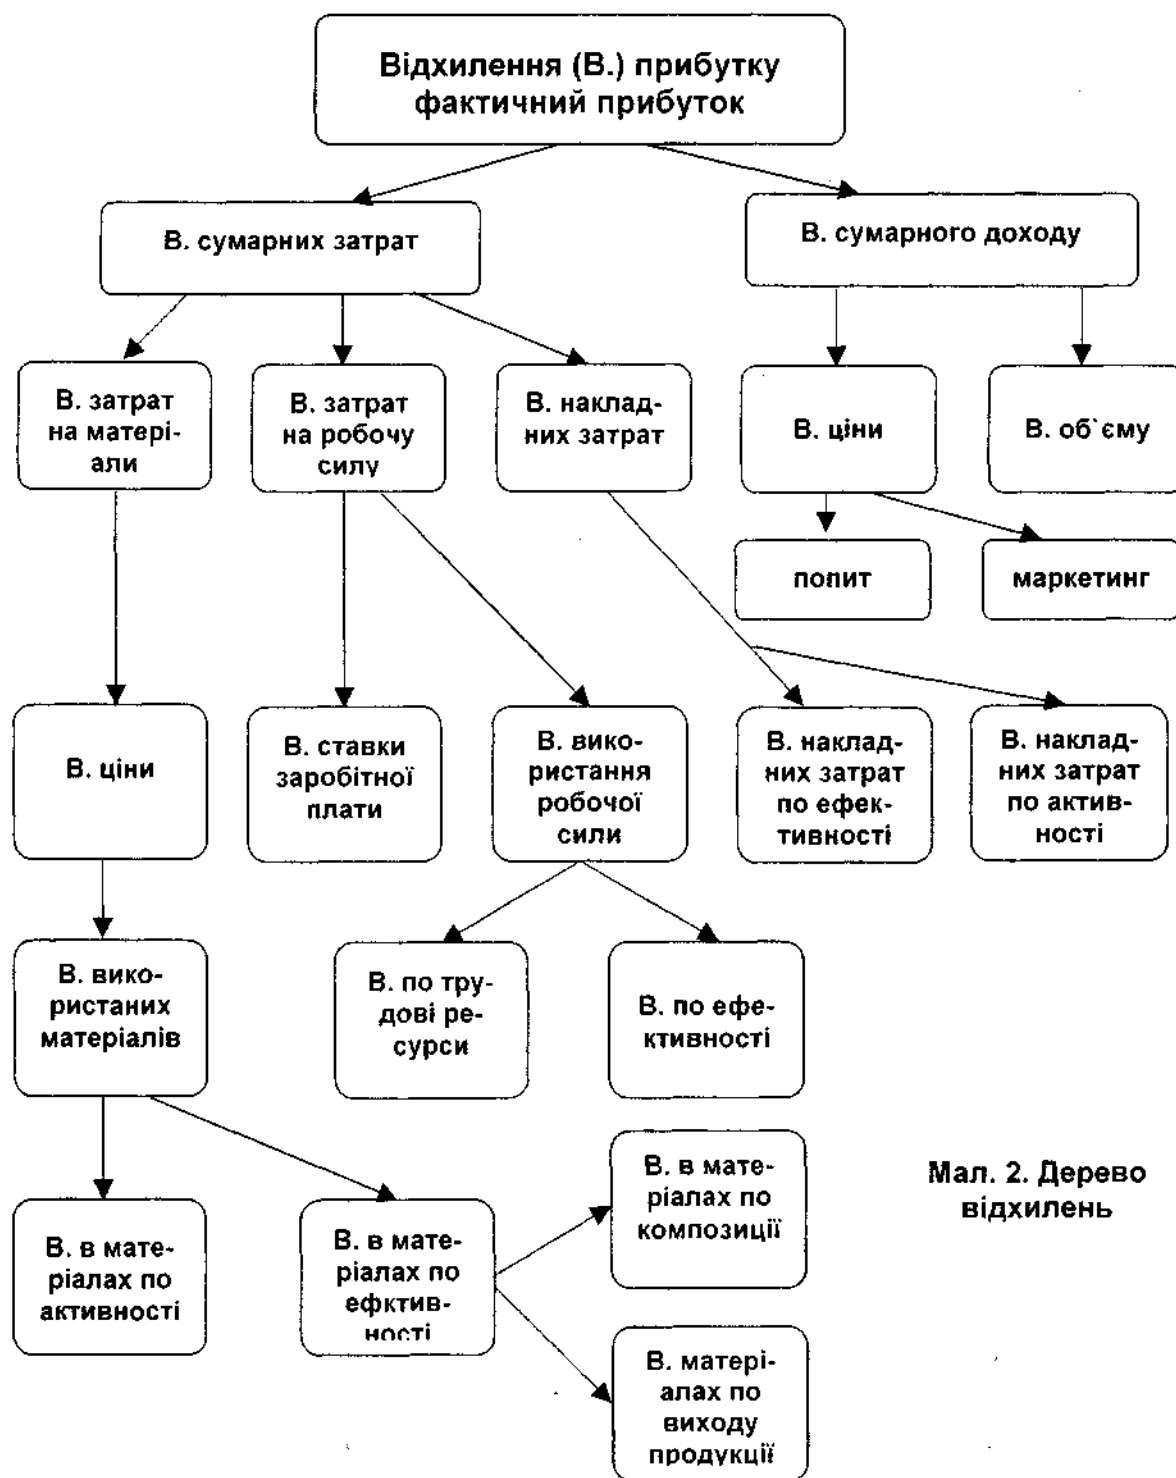 Відхилення (В.) прибутку
фактичний прибуток
В. сумарних затрат
В. сумарного доходу
В. затрат
на матері-
али
В. затрат
на робочу
силу
В. наклад-
них затрат
В. ціни
В. об`єму
попит
маркетинг
В. ціни
В. ставки
заробітної
плати
В. вико-
ристання
робочої
сили
В. наклад-
них затрат
по ефек-
тивності
В. наклад-
них затрат
по актив-
ності
В. вико-
ристаних
матеріалів
В. по тру-
дові ре-
сурси
В. по ефе-
ктивності
В. в мате-
ріалах по
композиції
Мал. 2. Дерево
відхилень
В. в мате-
ріалах по
активності
В. в мате-
ріалах по
ефктив-
ності
В. матері-
алах по
виходу
продукції